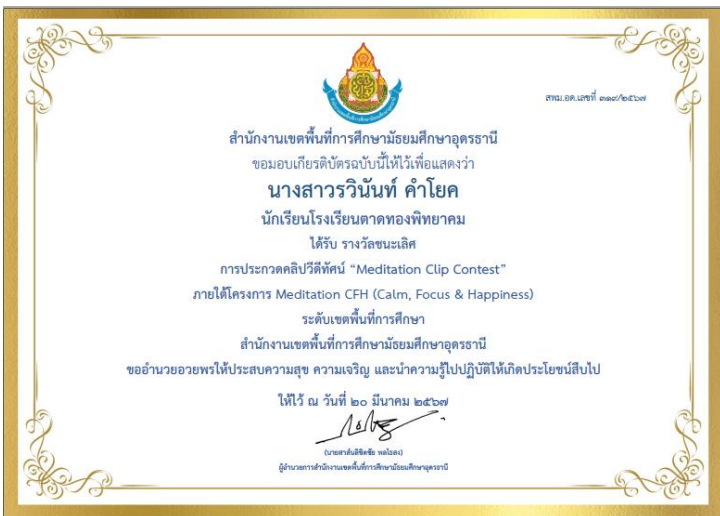 สพม.อด.เลขที่ ๓๑๙/๒๕๖๗
สำนักงานเขตพื้นที่การศึกษามัธยมศึกษาอุดรธานี
ขอมอบเกียรติบัตรฉบับนี้ให้ไว้เพื่อแสดงว่า
นางสาวรวินันท์ คำโยค
นักเรียนโรงเรียนตาดทองพิทยาคม
ได้รับ รางวัลชนะเลิศ
การประกวดคลิปวีดีทัศน์ “Meditation Clip Contest”
ภายใต้โครงการ Meditation CFH (Calm, Focus & Happiness)
ระดับเขตพื้นที่การศึกษา
สำนักงานเขตพื้นที่การศึกษามัธยมศึกษาอุดรธานี
ขออำนวยอวยพรให้ประสบความสุข ความเจริญ และนำความรู้ไปปฏิบัติให้เกิดประโยชน์สืบไป
ให้ไว้ ณ วันที่ ๒๐ มีนาคม ๒๕๖๗
ผู้อำนวยการสำนักงานเขตพื้นที่การศึกษามัธยมศึกษาอุดรธานี